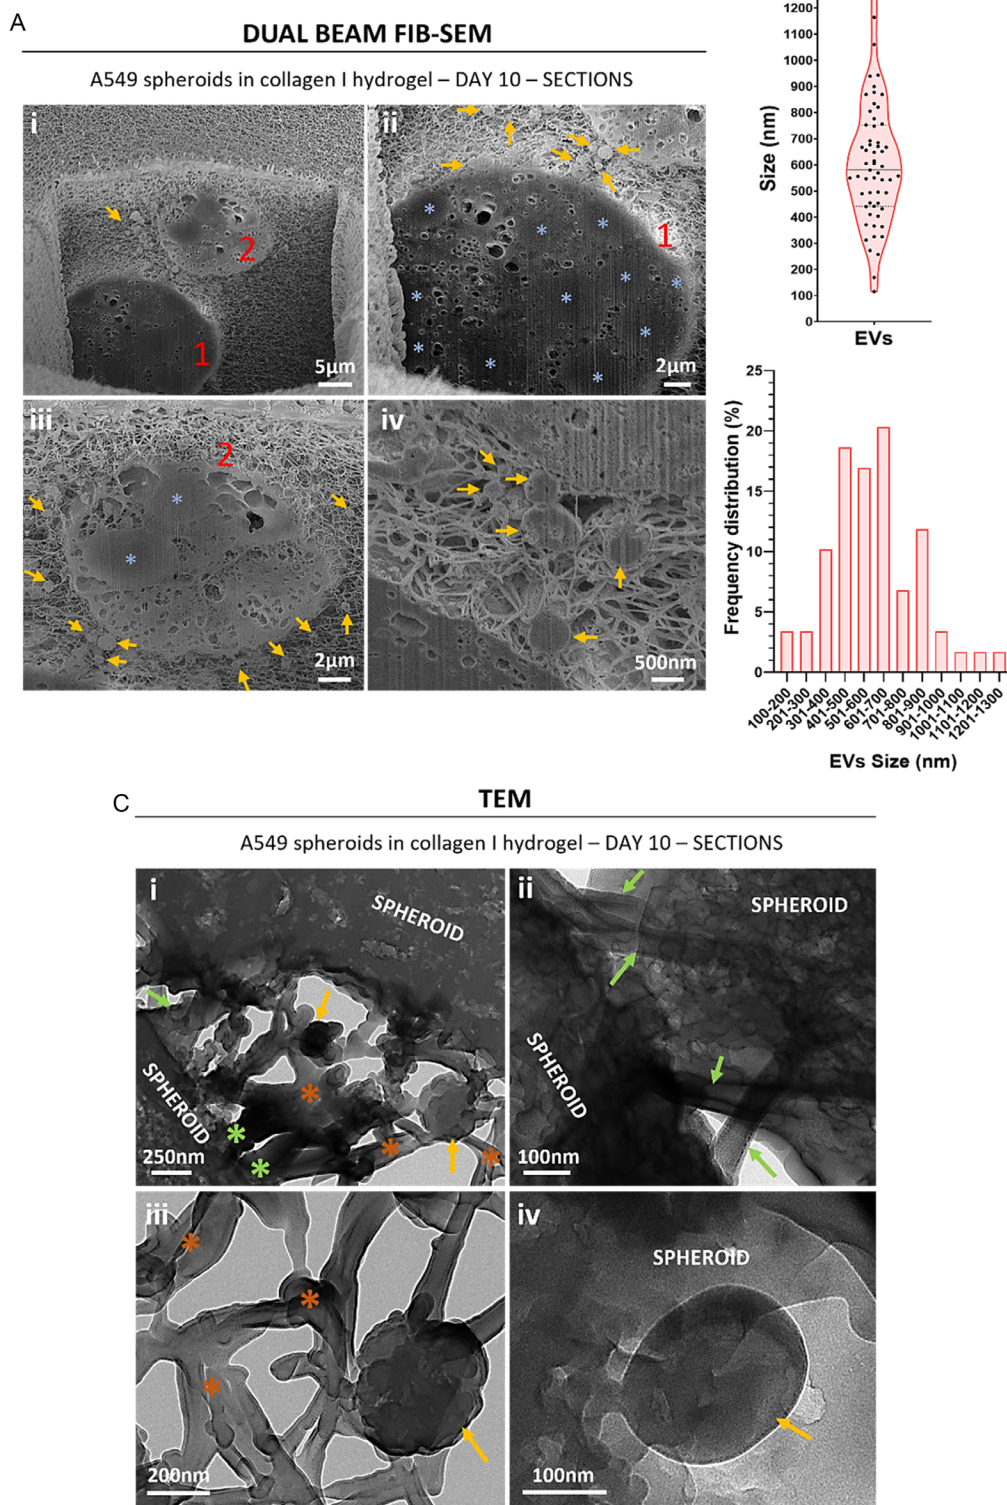 A
DUAL BEAM FIB-SEM
A549 spheroids in collagen I hydrogel – DAY 10 – SECTIONS
i
2
1
5µm
ii
1
2µm
iii
2
2µm
iv
500nm
Size (nm)
1200
1100
1000
900
800
700
600
500
400
300
200
100
0
EVs
Frequency distribution (%)
25
20
15
10
5
0
100-200
201-300
301-400
401-500
501-600
601-700
701-800
801-900
901-1000
1001-1100
1101-1200
1201-1300
EVs Size (nm)
C
TEM
A549 spheroids in collagen I hydrogel – DAY 10 – SECTIONS
i
SPHEROID
SPHEROID
250nm
ii
SPHEROID
SPHEROID
100nm
iii
200nm
iv
SPHEROID
100nm